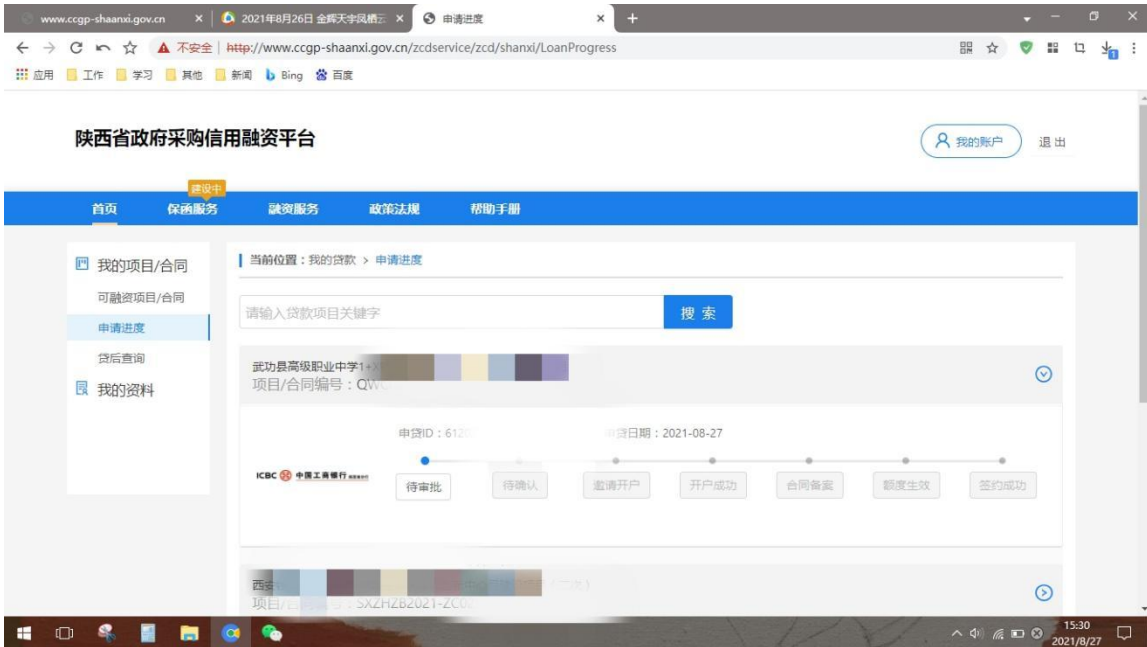 www.ccgp-shaanxi.gov.cn
2021年8月26日 金辉天宇凤栖云
申请进度
不安全 http://www.ccgp-shaanxi.gov.cn/zcdservice/zcd/shanxi/LoanProgress
应用 工作 学习 其他 新闻 Bing 百度
陕西省政府采购信用融资平台
我的账户 退出
建设中
首页 保函服务 融资服务 政策法规 帮助手册
我的项目/合同
可融资项目/合同
申请进度
贷后查询
我的资料
当前位置：我的贷款 > 申请进度
请输入贷款项目关键字 搜索
武功县高级职业中学1+X
项目/合同编号：QW
申贷ID：612 申贷日期：2021-08-27
ICBC 中国工商银行
待审批 待确认 邀请开户 开户成功 合同备案 额度生效 签约成功
西安
项目/合同 SXZHZB2021-ZC0
15:30
2021/8/27